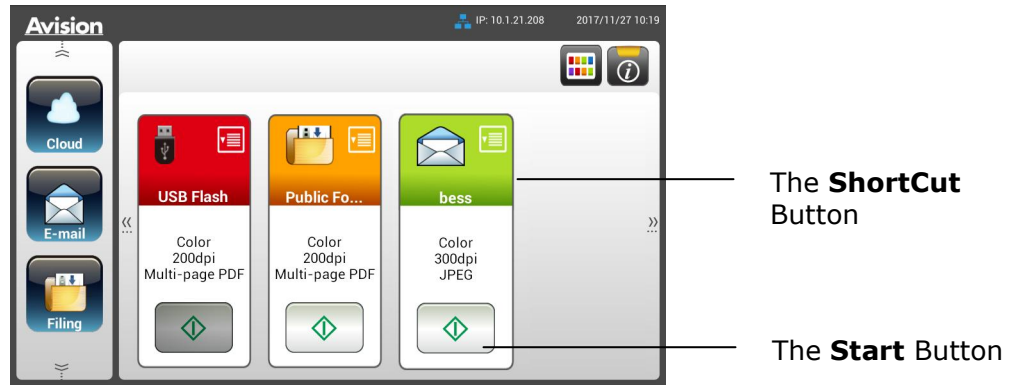 Avision
IP: 10.1.21.208 2017/11/27 10:19
Cloud
E-mail
Filing
USB Flash
Color
200dpi
Multi-page PDF
Public Fo...
Color
200dpi
Multi-page PDF
bess
Color
300dpi
JPEG
The ShortCut
Button
The Start Button